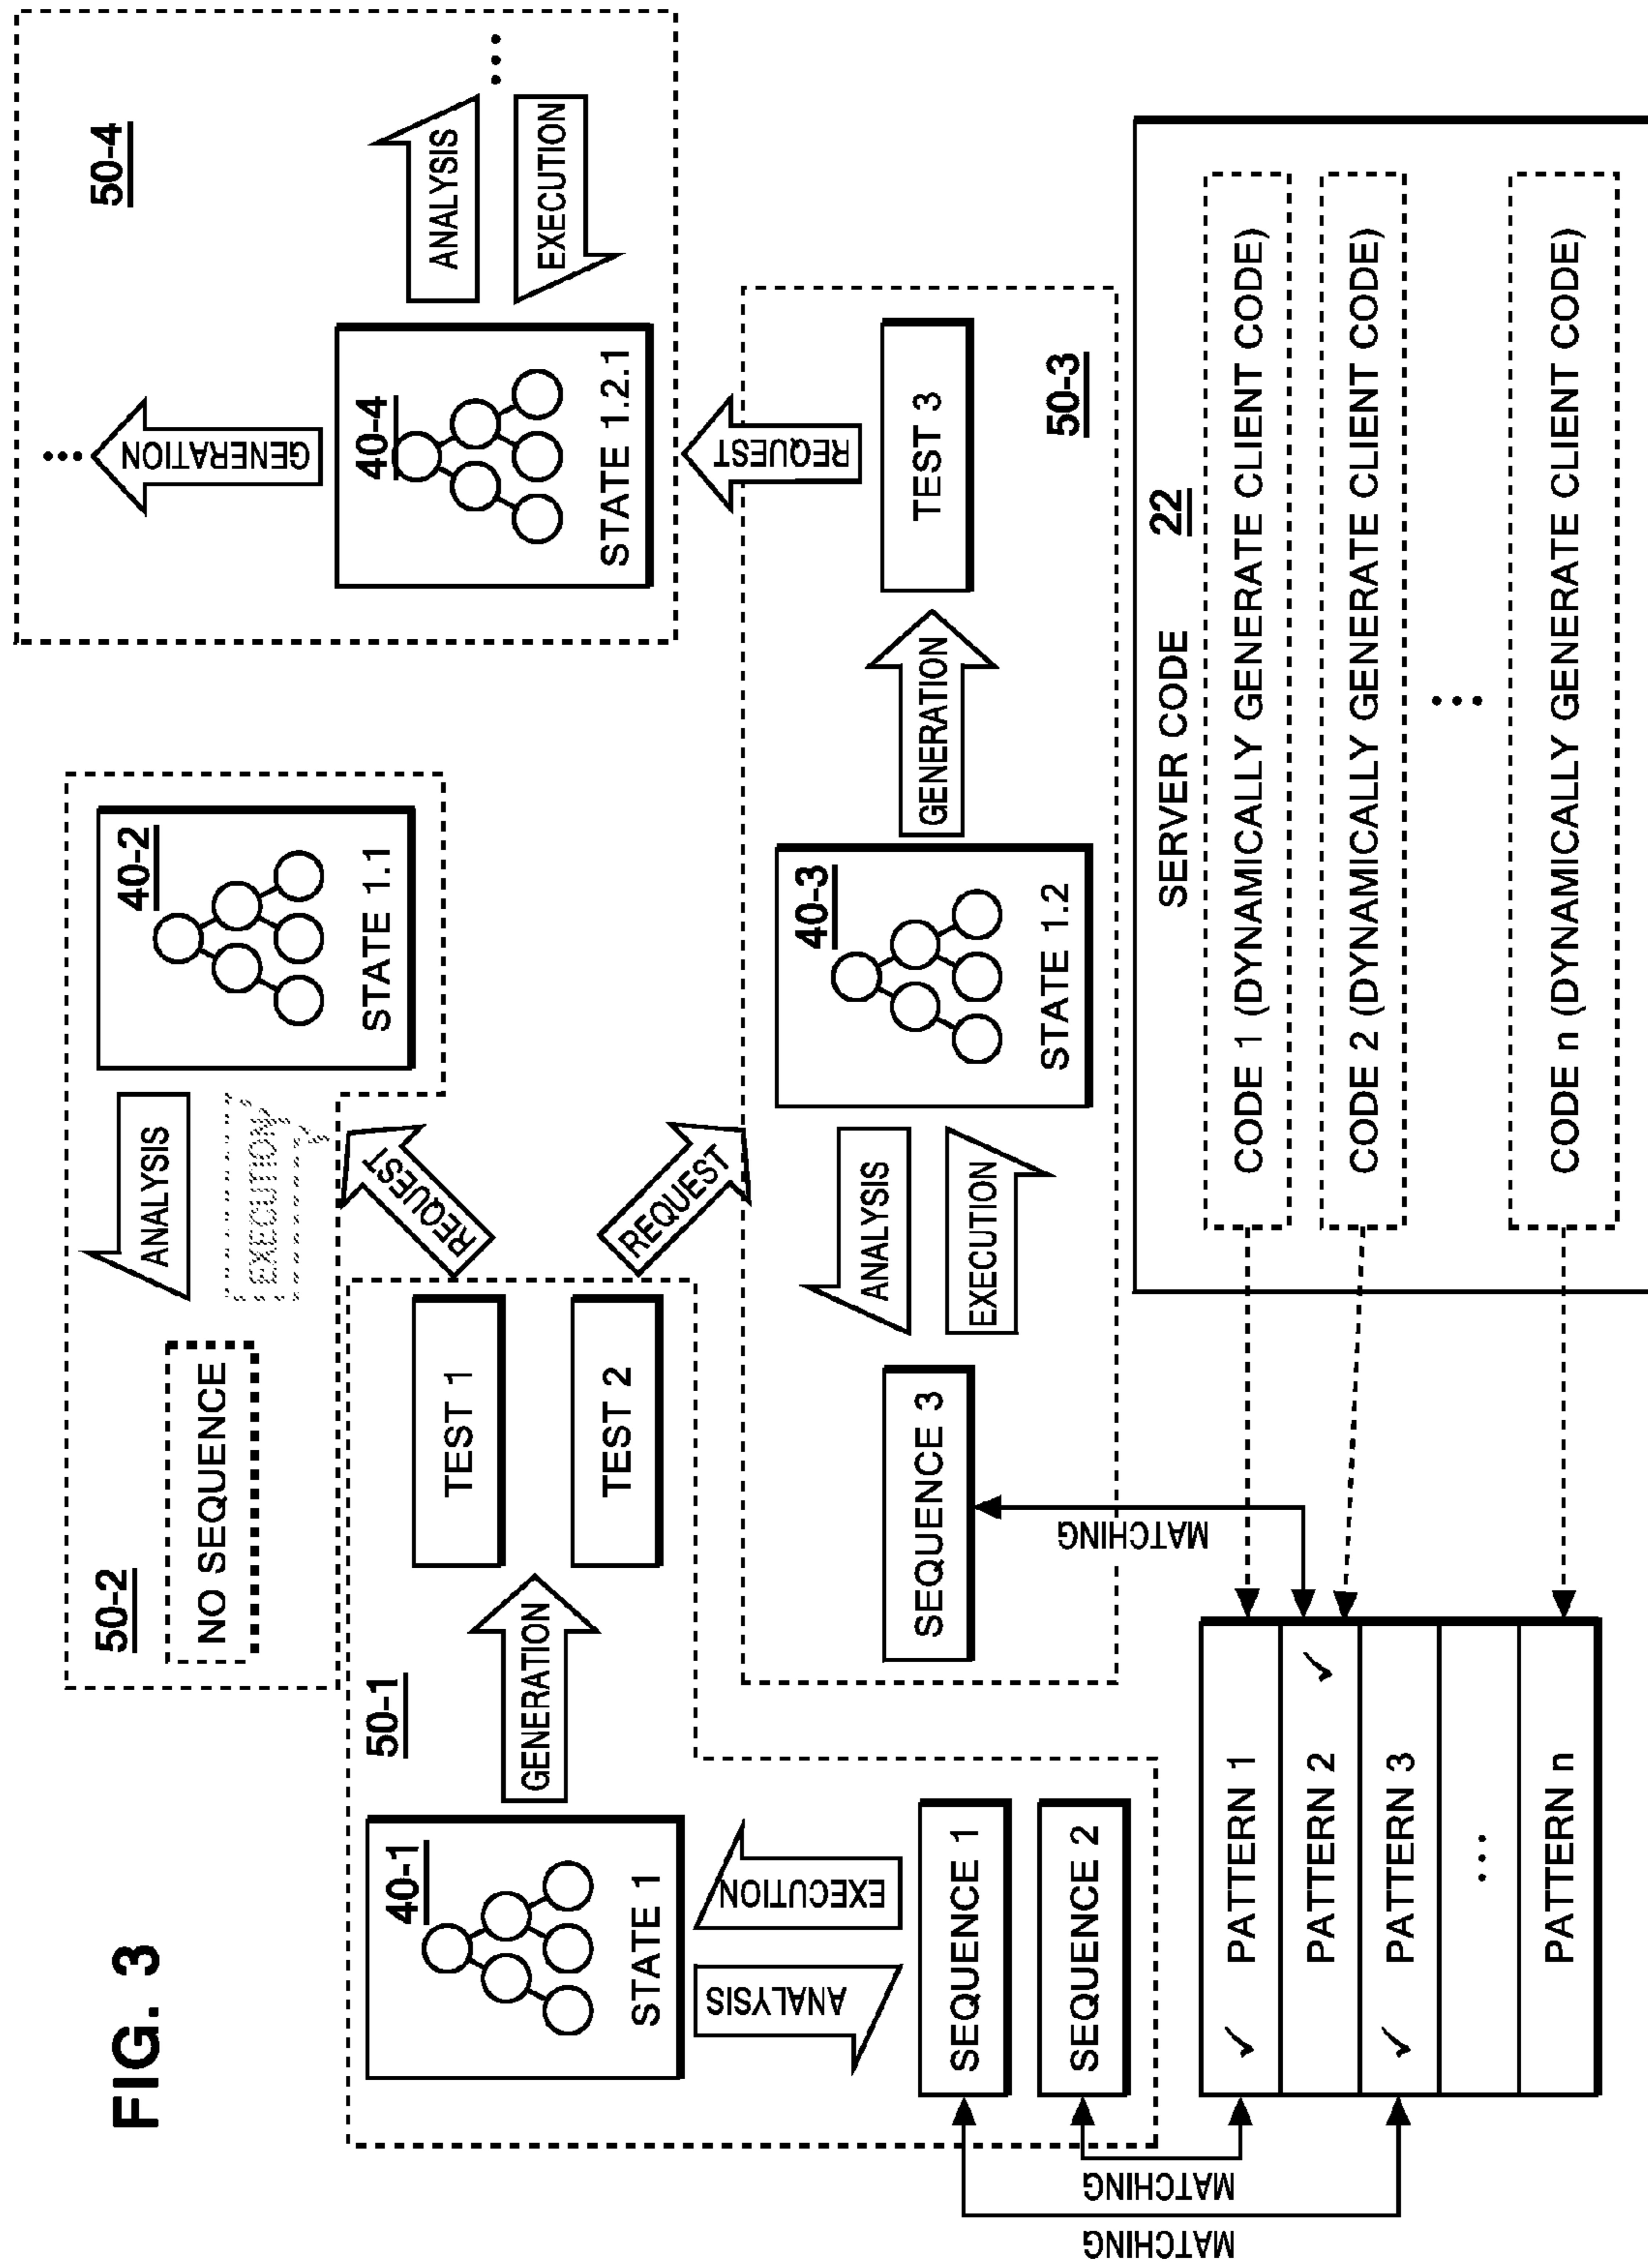 FIG. 3
50-1
40-1
STATE 1
ANALYSIS
EXECUTION
SEQUENCE 1
SEQUENCE 2
GENERATION
TEST 1
TEST 2
REQUEST
REQUEST
50-2
NO SEQUENCE
ANALYSIS
EXECUTION
40-2
STATE 1.1
50-3
SEQUENCE 3
ANALYSIS
EXECUTION
40-3
STATE 1.2
GENERATION
TEST 3
REQUEST
50-4
40-4
STATE 1.2.1
GENERATION
...
ANALYSIS
EXECUTION
...
MATCHING
MATCHING
MATCHING
✓ PATTERN 1
PATTERN 2 ✓
✓ PATTERN 3
...
PATTERN n
SERVER CODE 22
CODE 1 (DYNAMICALLY GENERATE CLIENT CODE)
CODE 2 (DYNAMICALLY GENERATE CLIENT CODE)
...
CODE n (DYNAMICALLY GENERATE CLIENT CODE)